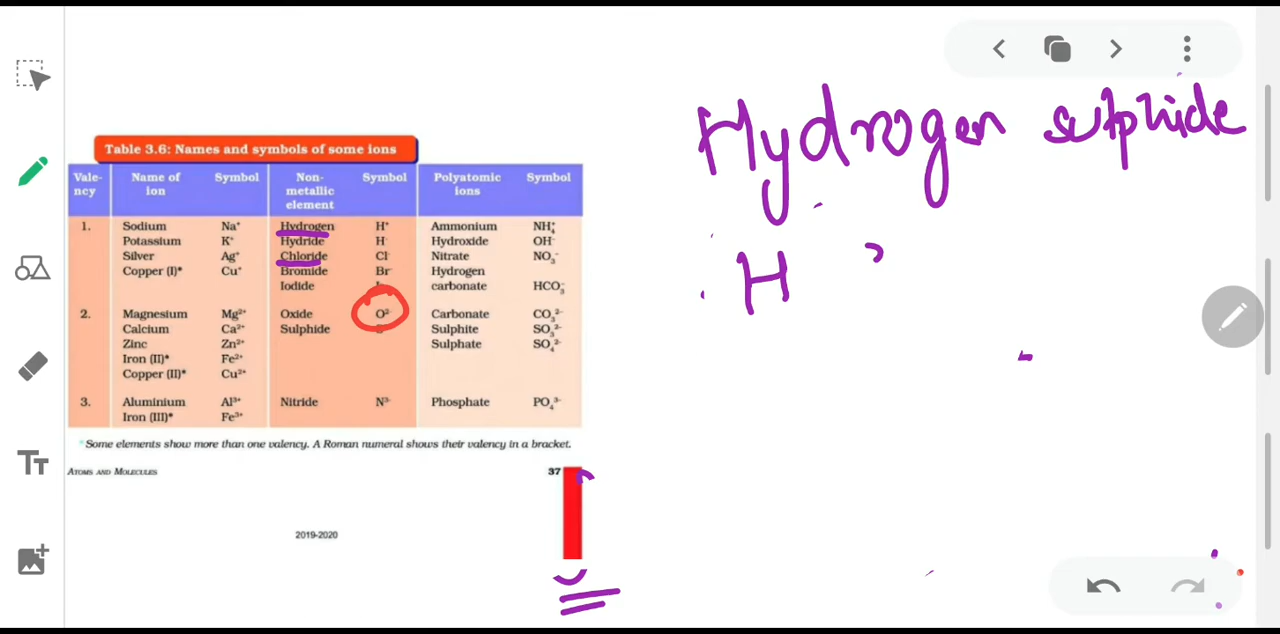 Hydrogen sulphide
H
Table 3.6: Names and symbols of some ions
Vale-ncy Name of ion Symbol Non-metallic element Symbol Polyatomic ions Symbol
1. Sodium Na⁺ Hydrogen H⁺ Ammonium NH₄⁺
Potassium K⁺ Hydride H⁻ Hydroxide OH⁻
Silver Ag⁺ Chloride Cl⁻ Nitrate NO₃⁻
Copper (I)* Cu⁺ Bromide Br⁻ Hydrogen
Iodide carbonate HCO₃⁻
2. Magnesium Mg²⁺ Oxide O²⁻ Carbonate CO₃²⁻
Calcium Ca²⁺ Sulphide Sulphite SO₃²⁻
Zinc Zn²⁺ Sulphate SO₄²⁻
Iron (II)* Fe²⁺
Copper (II)* Cu²⁺
3. Aluminium Al³⁺ Nitride N³⁻ Phosphate PO₄³⁻
Iron (III)* Fe³⁺
* Some elements show more than one valency. A Roman numeral shows their valency in a bracket.
ATOMS AND MOLECULES 37
2019-2020
TT